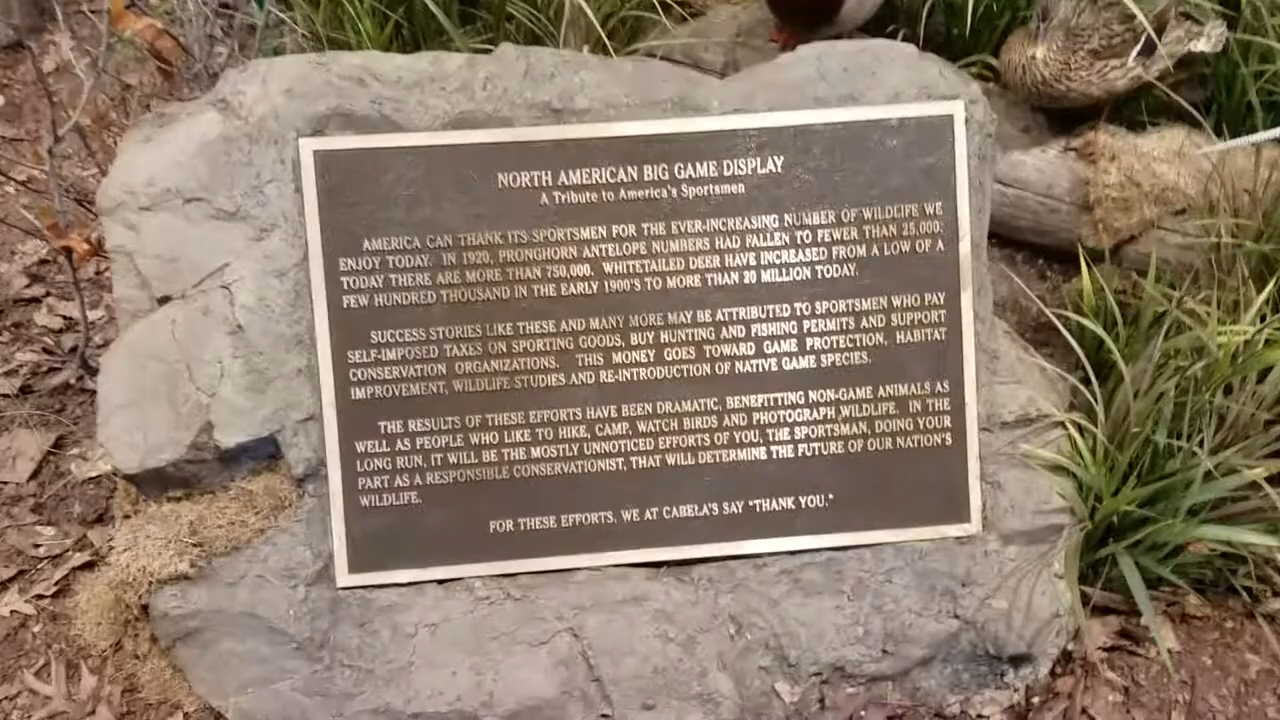 NORTH AMERICAN BIG GAME DISPLAY
A Tribute to America's Sportsmen
AMERICA CAN THANK ITS SPORTSMEN FOR THE EVER-INCREASING NUMBER OF WILDLIFE WE
ENJOY TODAY. IN 1920, PRONGHORN ANTELOPE NUMBERS HAD FALLEN TO FEWER THAN 25,000.
TODAY THERE ARE MORE THAN 750,000. WHITETAILED DEER HAVE INCREASED FROM A LOW OF A
FEW HUNDRED THOUSAND IN THE EARLY 1900'S TO MORE THAN 20 MILLION TODAY.
SUCCESS STORIES LIKE THESE AND MANY MORE MAY BE ATTRIBUTED TO SPORTSMEN WHO PAY
SELF-IMPOSED TAXES ON SPORTING GOODS, BUY HUNTING AND FISHING PERMITS AND SUPPORT
CONSERVATION ORGANIZATIONS. THIS MONEY GOES TOWARD GAME PROTECTION, HABITAT
IMPROVEMENT, WILDLIFE STUDIES AND RE-INTRODUCTION OF NATIVE GAME SPECIES.
THE RESULTS OF THESE EFFORTS HAVE BEEN DRAMATIC, BENEFITTING NON-GAME ANIMALS AS
WELL AS PEOPLE WHO LIKE TO HIKE, CAMP, WATCH BIRDS AND PHOTOGRAPH WILDLIFE. IN THE
LONG RUN, IT WILL BE THE MOSTLY UNNOTICED EFFORTS OF YOU, THE SPORTSMAN, DOING YOUR
PART AS A RESPONSIBLE CONSERVATIONIST, THAT WILL DETERMINE THE FUTURE OF OUR NATION'S
WILDLIFE.
FOR THESE EFFORTS, WE AT CABELA'S SAY "THANK YOU."